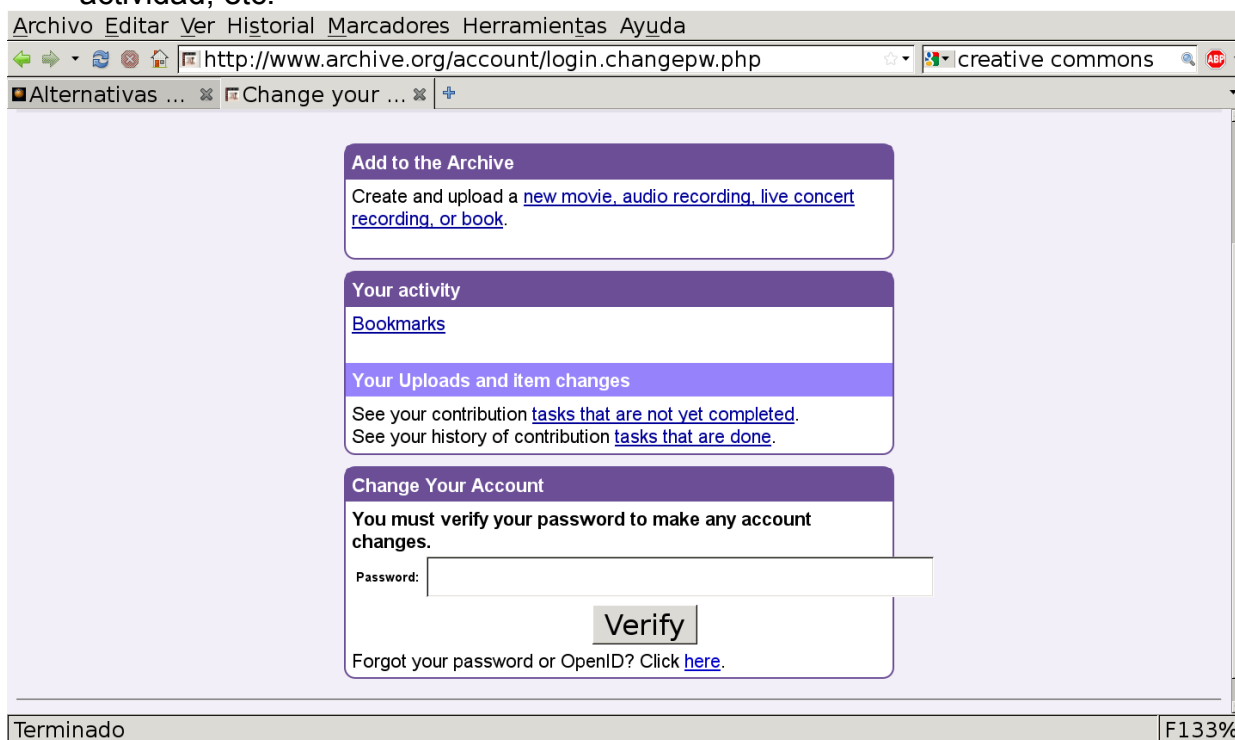 actividad, etc.
Archivo Editar Ver Historial Marcadores Herramientas Ayuda
http://www.archive.org/account/login.changepw.php creative commons ABP
Alternativas ... Change your ...
Add to the Archive
Create and upload a new movie, audio recording, live concert
recording, or book.
Your activity
Bookmarks
Your Uploads and item changes
See your contribution tasks that are not yet completed.
See your history of contribution tasks that are done.
Change Your Account
You must verify your password to make any account
changes.
Password:
Verify
Forgot your password or OpenID? Click here.
Terminado F133%